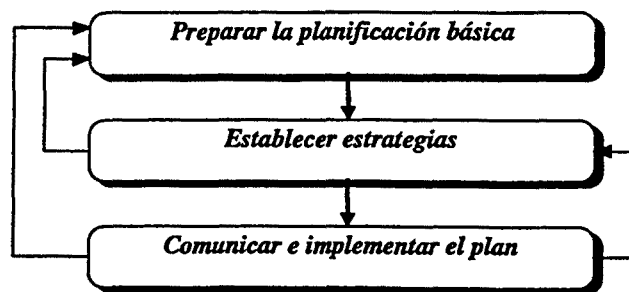 Preparar la planificación básica
Establecer estrategias
Comunicar e implementar el plan